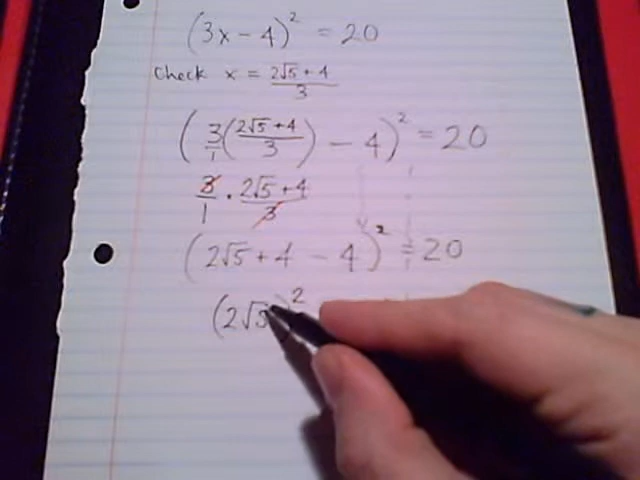 (3x - 4)² = 20
Check x = (2√5 + 4)/3
(3/1((2√5 + 4)/3) - 4)² = 20
3/1 · (2√5 + 4)/3
(2√5 + 4 - 4)² = 20
(2√5)²